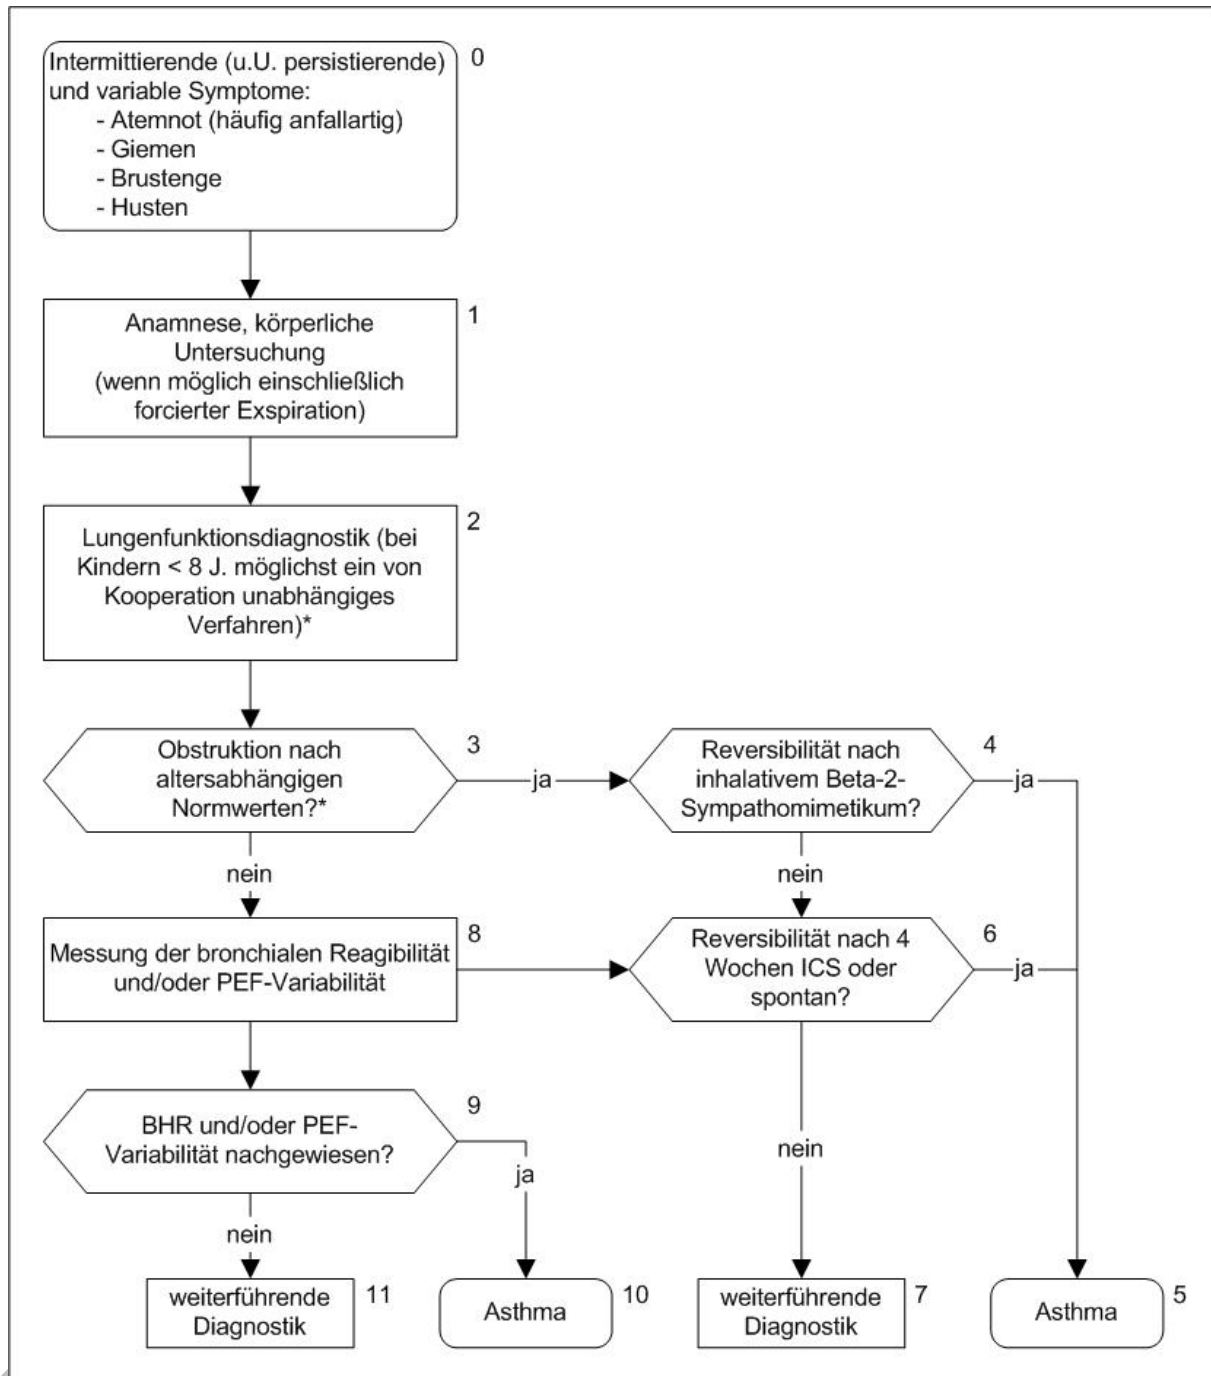 Intermittierende (u.U. persistierende)
und variable Symptome:
- Atemnot (häufig anfallartig)
- Giemen
- Brustenge
- Husten
0
Anamnese, körperliche
Untersuchung
(wenn möglich einschließlich
forcierter Exspiration)
1
Lungenfunktionsdiagnostik (bei
Kindern < 8 J. möglichst ein von
Kooperation unabhängiges
Verfahren)*
2
Obstruktion nach
altersabhängigen
Normwerten?*
3
ja
Reversibilität nach
inhalativem Beta-2-
Sympathomimetikum?
4
ja
nein
nein
Messung der bronchialen Reagibilität
und/oder PEF-Variabilität
8
Reversibilität nach 4
Wochen ICS oder
spontan?
6
ja
BHR und/oder PEF-
Variabilität nachgewiesen?
9
ja
nein
nein
weiterführende
Diagnostik
11
Asthma
10
weiterführende
Diagnostik
7
Asthma
5